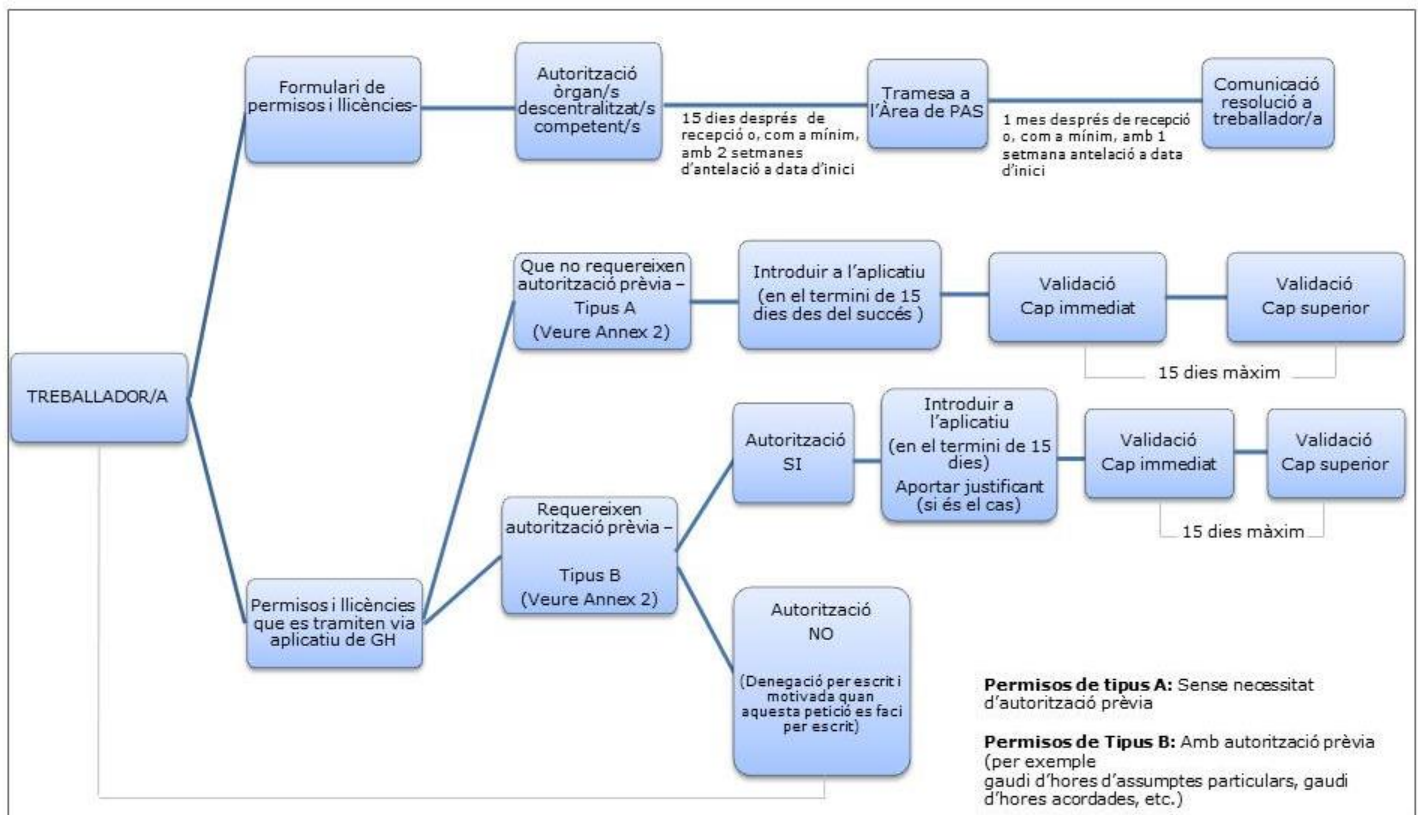 Formulari de
permisos i llicències-
Autorització
òrgan/s
descentralitzat/s
competent/s
15 dies després de
recepció o, com a mínim,
amb 2 setmanes
d'antelació a data d'inici
Tramesa a
l'Àrea de PAS
1 mes després de recepció
o, com a mínim, amb 1
setmana antelació a data
d'inici
Comunicació
resolució a
treballador/a
TREBALLADOR/A
Que no requereixen
autorització prèvia –
Tipus A
(Veure Annex 2)
Introduir a l'aplicatiu
(en el termini de 15
dies des del succés )
Validació
Cap immediat
Validació
Cap superior
15 dies màxim
Permisos i llicències
que es tramiten via
aplicatiu de GH
Requereixen
autorització prèvia –
Tipus B
(Veure Annex 2)
Autorització
SI
Introduir a
l'aplicatiu
(en el termini de 15
dies)
Aportar justificant
(si és el cas)
Validació
Cap immediat
Validació
Cap superior
15 dies màxim
Autorització
NO
(Denegació per escrit i
motivada quan
aquesta petició es faci
per escrit)
Permisos de tipus A: Sense necessitat
d'autorització prèvia
Permisos de Tipus B: Amb autorització prèvia
(per exemple
gaudi d'hores d'assumptes particulars, gaudi
d'hores acordades, etc.)